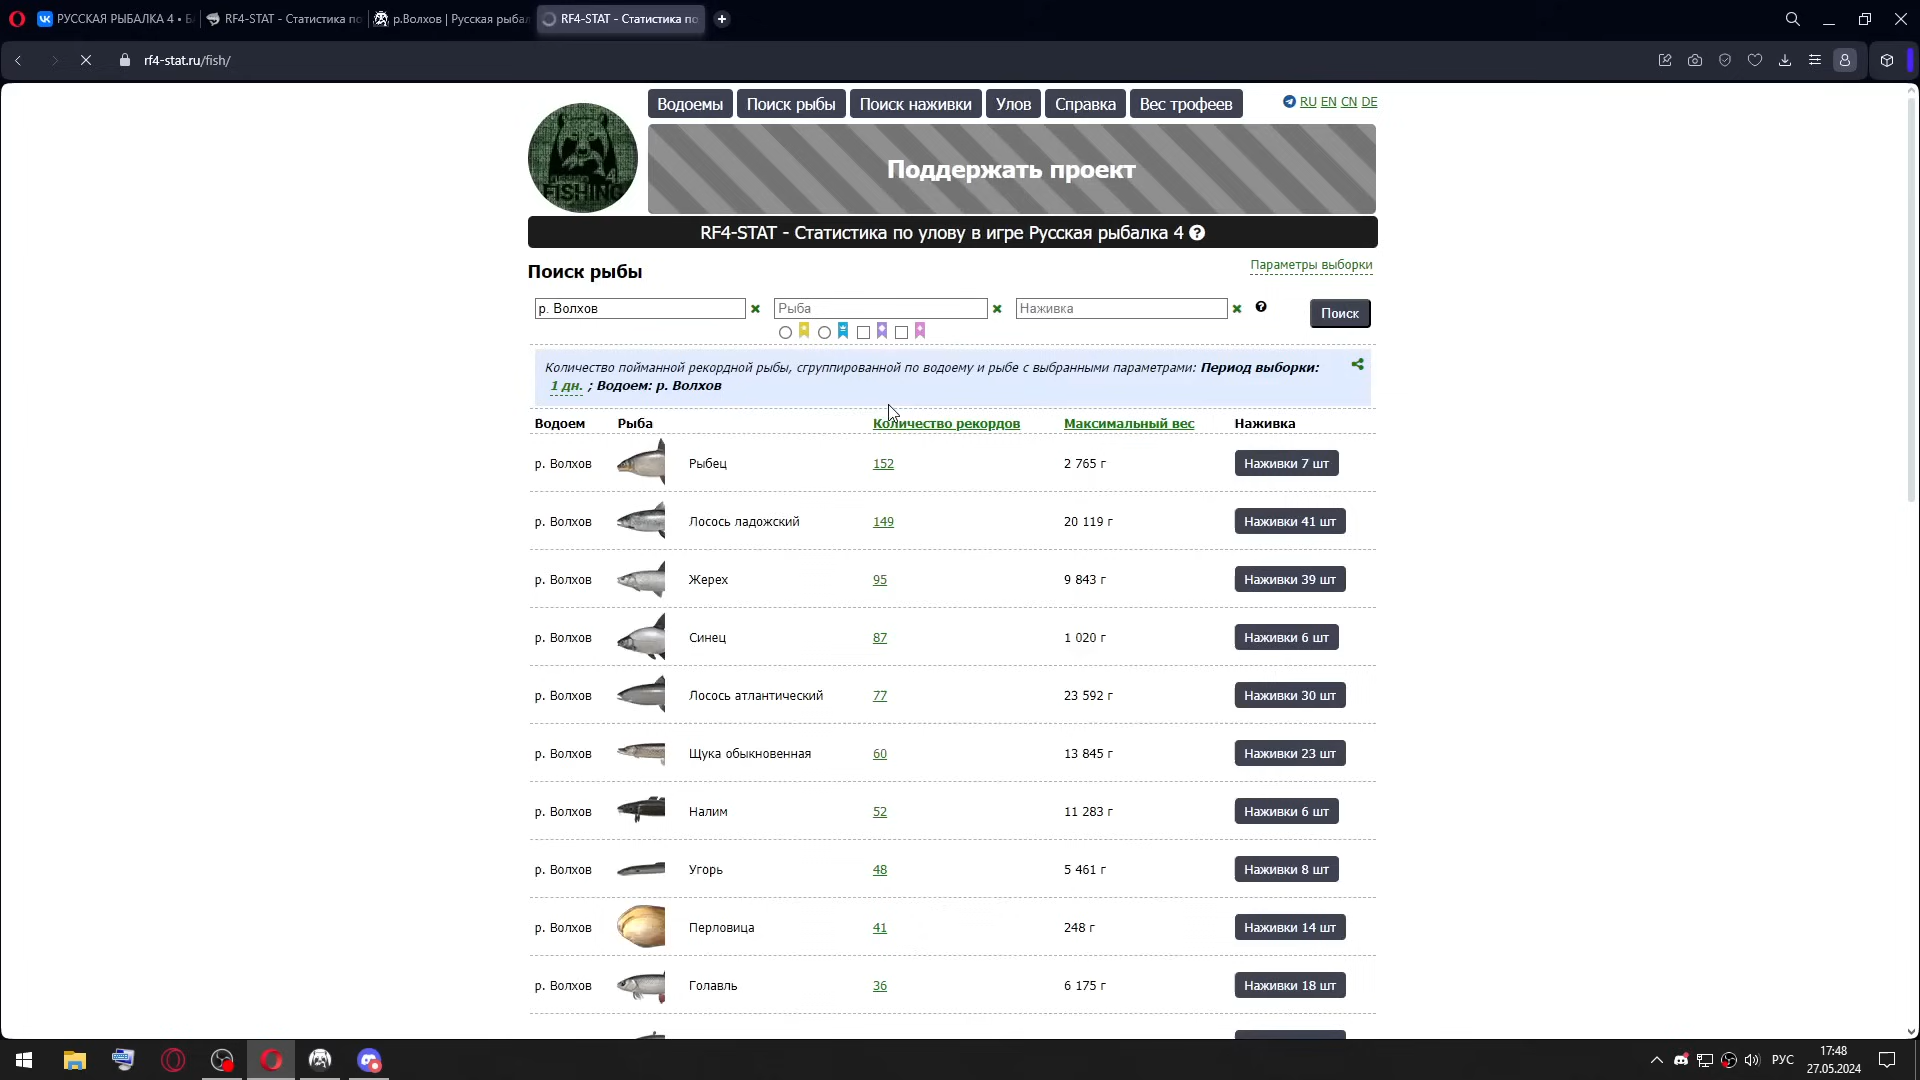 РУССКАЯ РЫБАЛКА 4 • Б
RF4-STAT - Статистика по
р.Волхов | Русская рыбал
RF4-STAT - Статистика по
rf4-stat.ru/fish/
Водоемы
Поиск рыбы
Поиск наживки
Улов
Справка
Вес трофеев
RU EN CN DE
4
FISHING
Поддержать проект
RF4-STAT - Статистика по улову в игре Русская рыбалка 4 ?
Поиск рыбы
Параметры выборки
р. Волхов
Рыба
Наживка
?
Поиск
Количество пойманной рекордной рыбы, сгруппированной по водоему и рыбе с выбранными параметрами: Период выборки:
1 дн. ; Водоем: р. Волхов
Водоем Рыба Количество рекордов Максимальный вес Наживка
р. Волхов Рыбец 152 2 765 г Наживки 7 шт
р. Волхов Лосось ладожский 149 20 119 г Наживки 41 шт
р. Волхов Жерех 95 9 843 г Наживки 39 шт
р. Волхов Синец 87 1 020 г Наживки 6 шт
р. Волхов Лосось атлантический 77 23 592 г Наживки 30 шт
р. Волхов Щука обыкновенная 60 13 845 г Наживки 23 шт
р. Волхов Налим 52 11 283 г Наживки 6 шт
р. Волхов Угорь 48 5 461 г Наживки 8 шт
р. Волхов Перловица 41 248 г Наживки 14 шт
р. Волхов Голавль 36 6 175 г Наживки 18 шт
РУС
17:48
27.05.2024